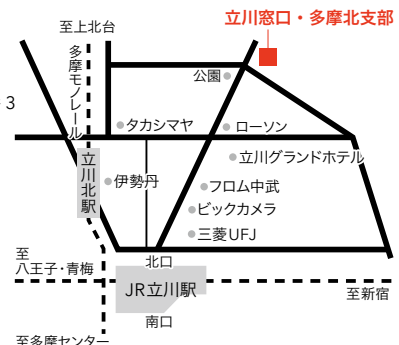 立川窓口・多摩北支部
至上北台
多摩モノレール
公園
3
タカシマヤ
ローソン
立川北駅
立川グランドホテル
伊勢丹
フロム中武
ビックカメラ
三菱UFJ
北口
至
八王子・青梅
JR立川駅
至新宿
南口
至多摩センター